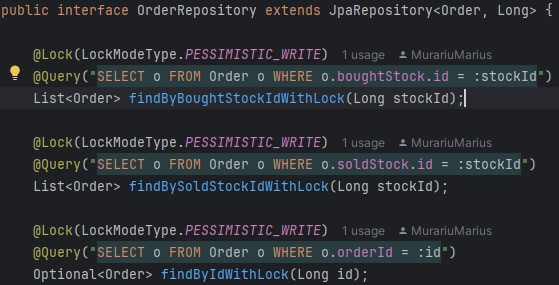 public interface OrderRepository extends JpaRepository<Order, Long> {
@Lock(LockModeType.PESSIMISTIC_WRITE) 1 usage MurariuMarius
@Query("SELECT o FROM Order o WHERE o.boughtStock.id = :stockId")
List<Order> findByBoughtStockIdWithLock(Long stockId);
@Lock(LockModeType.PESSIMISTIC_WRITE) 1 usage MurariuMarius
@Query("SELECT o FROM Order o WHERE o.soldStock.id = :stockId")
List<Order> findBySoldStockIdWithLock(Long stockId);
@Lock(LockModeType.PESSIMISTIC_WRITE) 1 usage MurariuMarius
@Query("SELECT o FROM Order o WHERE o.orderId = :id")
Optional<Order> findByIdWithLock(Long id);